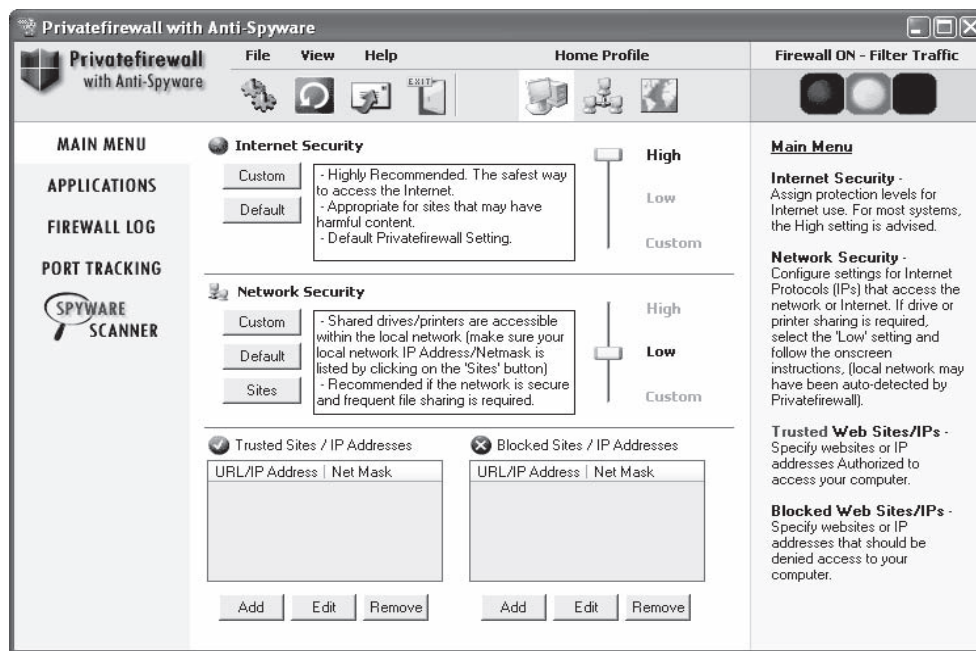 Privatefirewall with Anti-Spyware
Privatefirewall
with Anti-Spyware
File View Help
Home Profile
Firewall ON - Filter Traffic
EXIT
MAIN MENU
APPLICATIONS
FIREWALL LOG
PORT TRACKING
SPYWARE
SCANNER
Internet Security
Custom
Default
- Highly Recommended. The safest way
to access the Internet.
- Appropriate for sites that may have
harmful content.
- Default Privatefirewall Setting.
High
Low
Custom
Network Security
Custom
Default
Sites
- Shared drives/printers are accessible
within the local network (make sure your
local network IP Address/Netmask is
listed by clicking on the 'Sites' button)
- Recommended if the network is secure
and frequent file sharing is required.
High
Low
Custom
Trusted Sites / IP Addresses
URL/IP Address Net Mask
Add Edit Remove
Blocked Sites / IP Addresses
URL/IP Address Net Mask
Add Edit Remove
Main Menu
Internet Security -
Assign protection levels for
Internet use. For most systems,
the High setting is advised.
Network Security -
Configure settings for Internet
Protocols (IPs) that access the
network or Internet. If drive or
printer sharing is required,
select the 'Low' setting and
follow the onscreen
instructions, (local network may
have been auto-detected by
Privatefirewall).
Trusted Web Sites/IPs -
Specify websites or IP
addresses Authorized to
access your computer.
Blocked Web Sites/IPs -
Specify websites or IP
addresses that should be
denied access to your
computer.